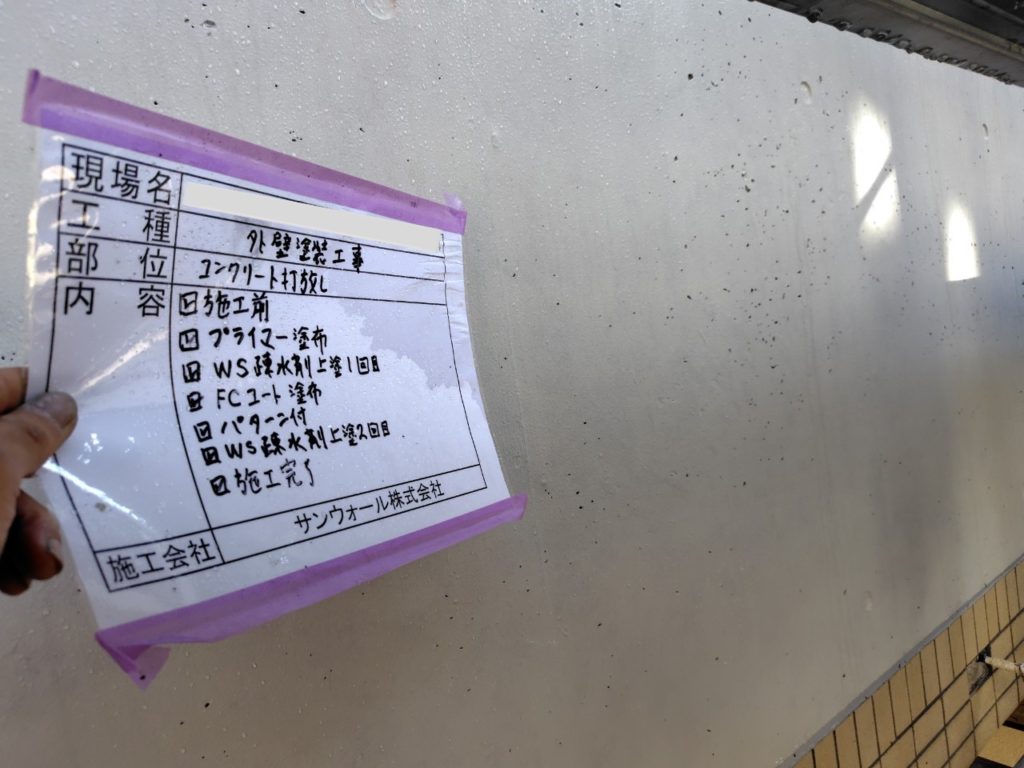 現場名
工種 外壁塗装工事
部位 コンクリート打放し
内容 ☑施工前
☑プライマー塗布
☑WS疎水剤上塗1回目
☑FCコート塗布
☑パターン付
☑WS疎水剤上塗2回目
☑施工完了
施工会社 サンウォール株式会社